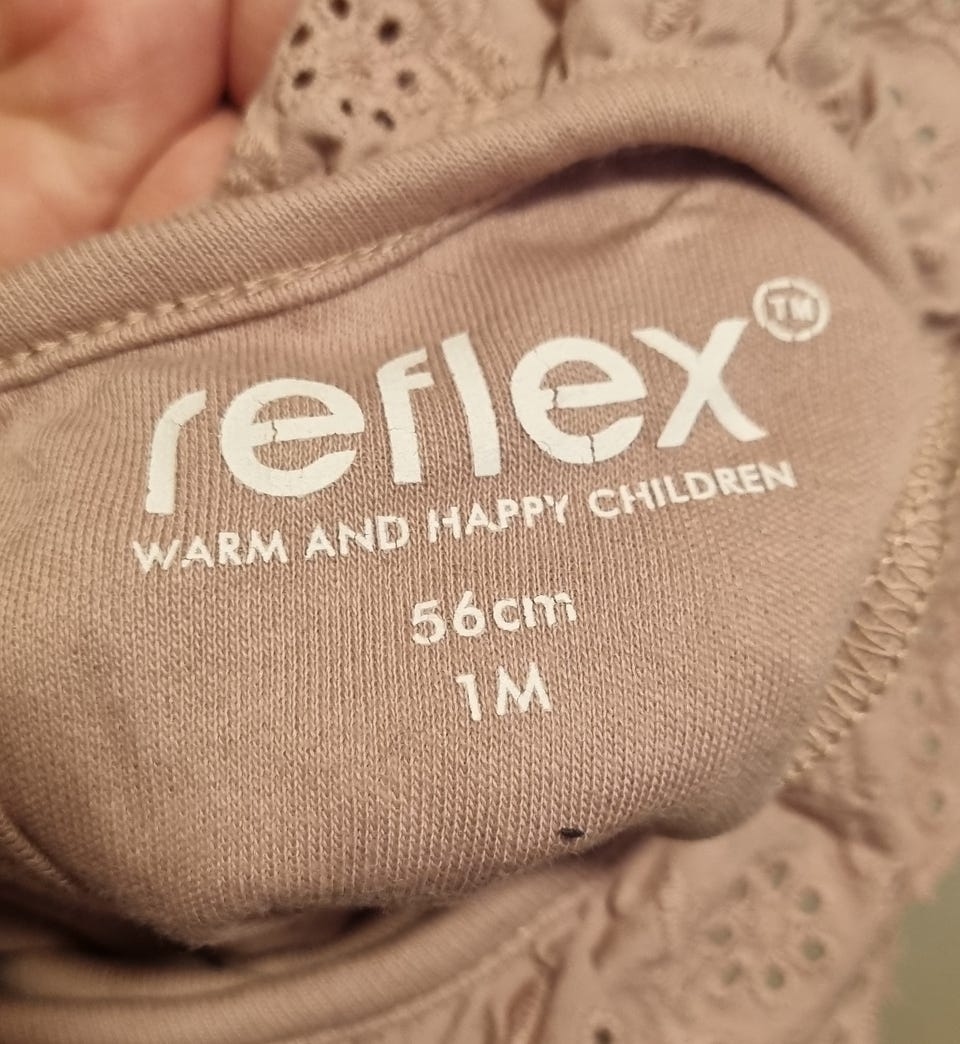 reflex™
WARM AND HAPPY CHILDREN
56cm
1M